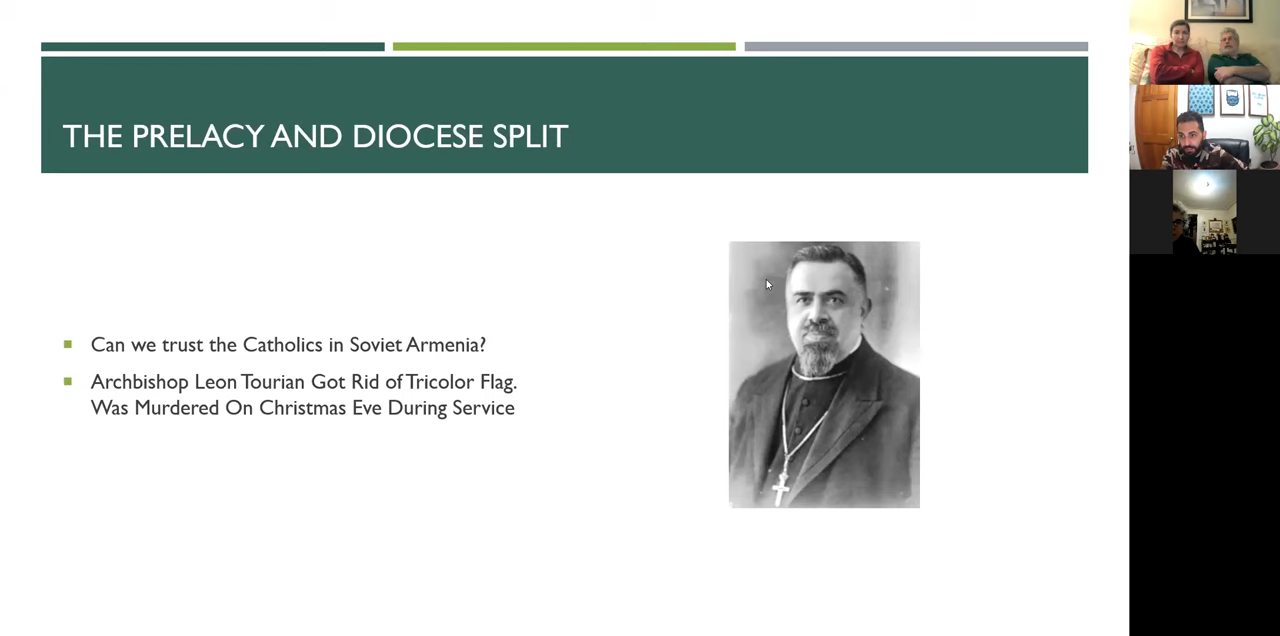 THE PRELACY AND DIOCESE SPLIT
Can we trust the Catholics in Soviet Armenia?
Archbishop Leon Tourian Got Rid of Tricolor Flag.
Was Murdered On Christmas Eve During Service